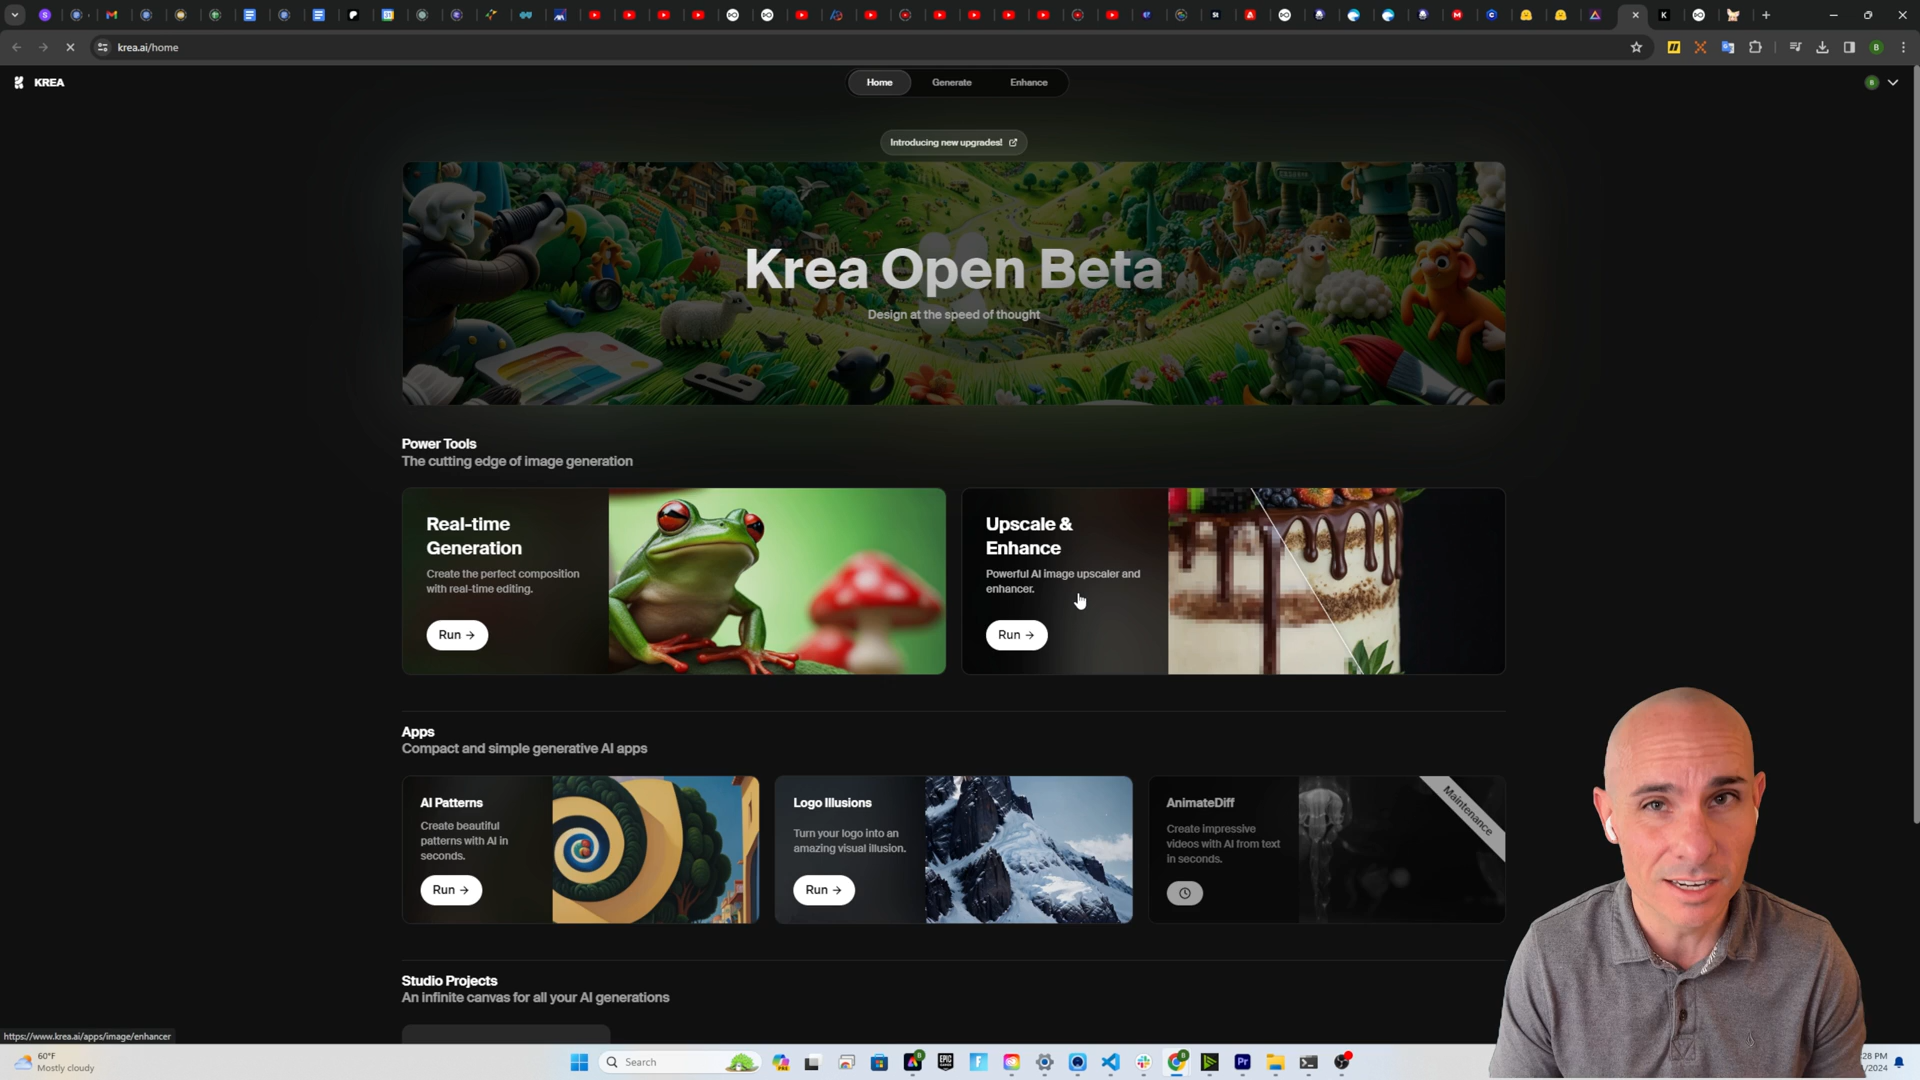 krea.ai/home
KREA
Home
Generate
Enhance
Introducing new upgrades!
Krea Open Beta
Design at the speed of thought
Power Tools
The cutting edge of image generation
Real-time
Generation
Create the perfect composition
with real-time editing.
Run →
Upscale &
Enhance
Powerful AI image upscaler and
enhancer.
Run →
Apps
Compact and simple generative AI apps
AI Patterns
Create beautiful
patterns with AI in
seconds.
Run →
Logo Illusions
Turn your logo into an
amazing visual illusion.
Run →
AnimateDiff
Create impressive
videos with AI from text
in seconds.
Maintenance
Studio Projects
An infinite canvas for all your AI generations
https://www.krea.ai/apps/image/enhancer
60°F
Mostly cloudy
Search
:28 PM
/2024